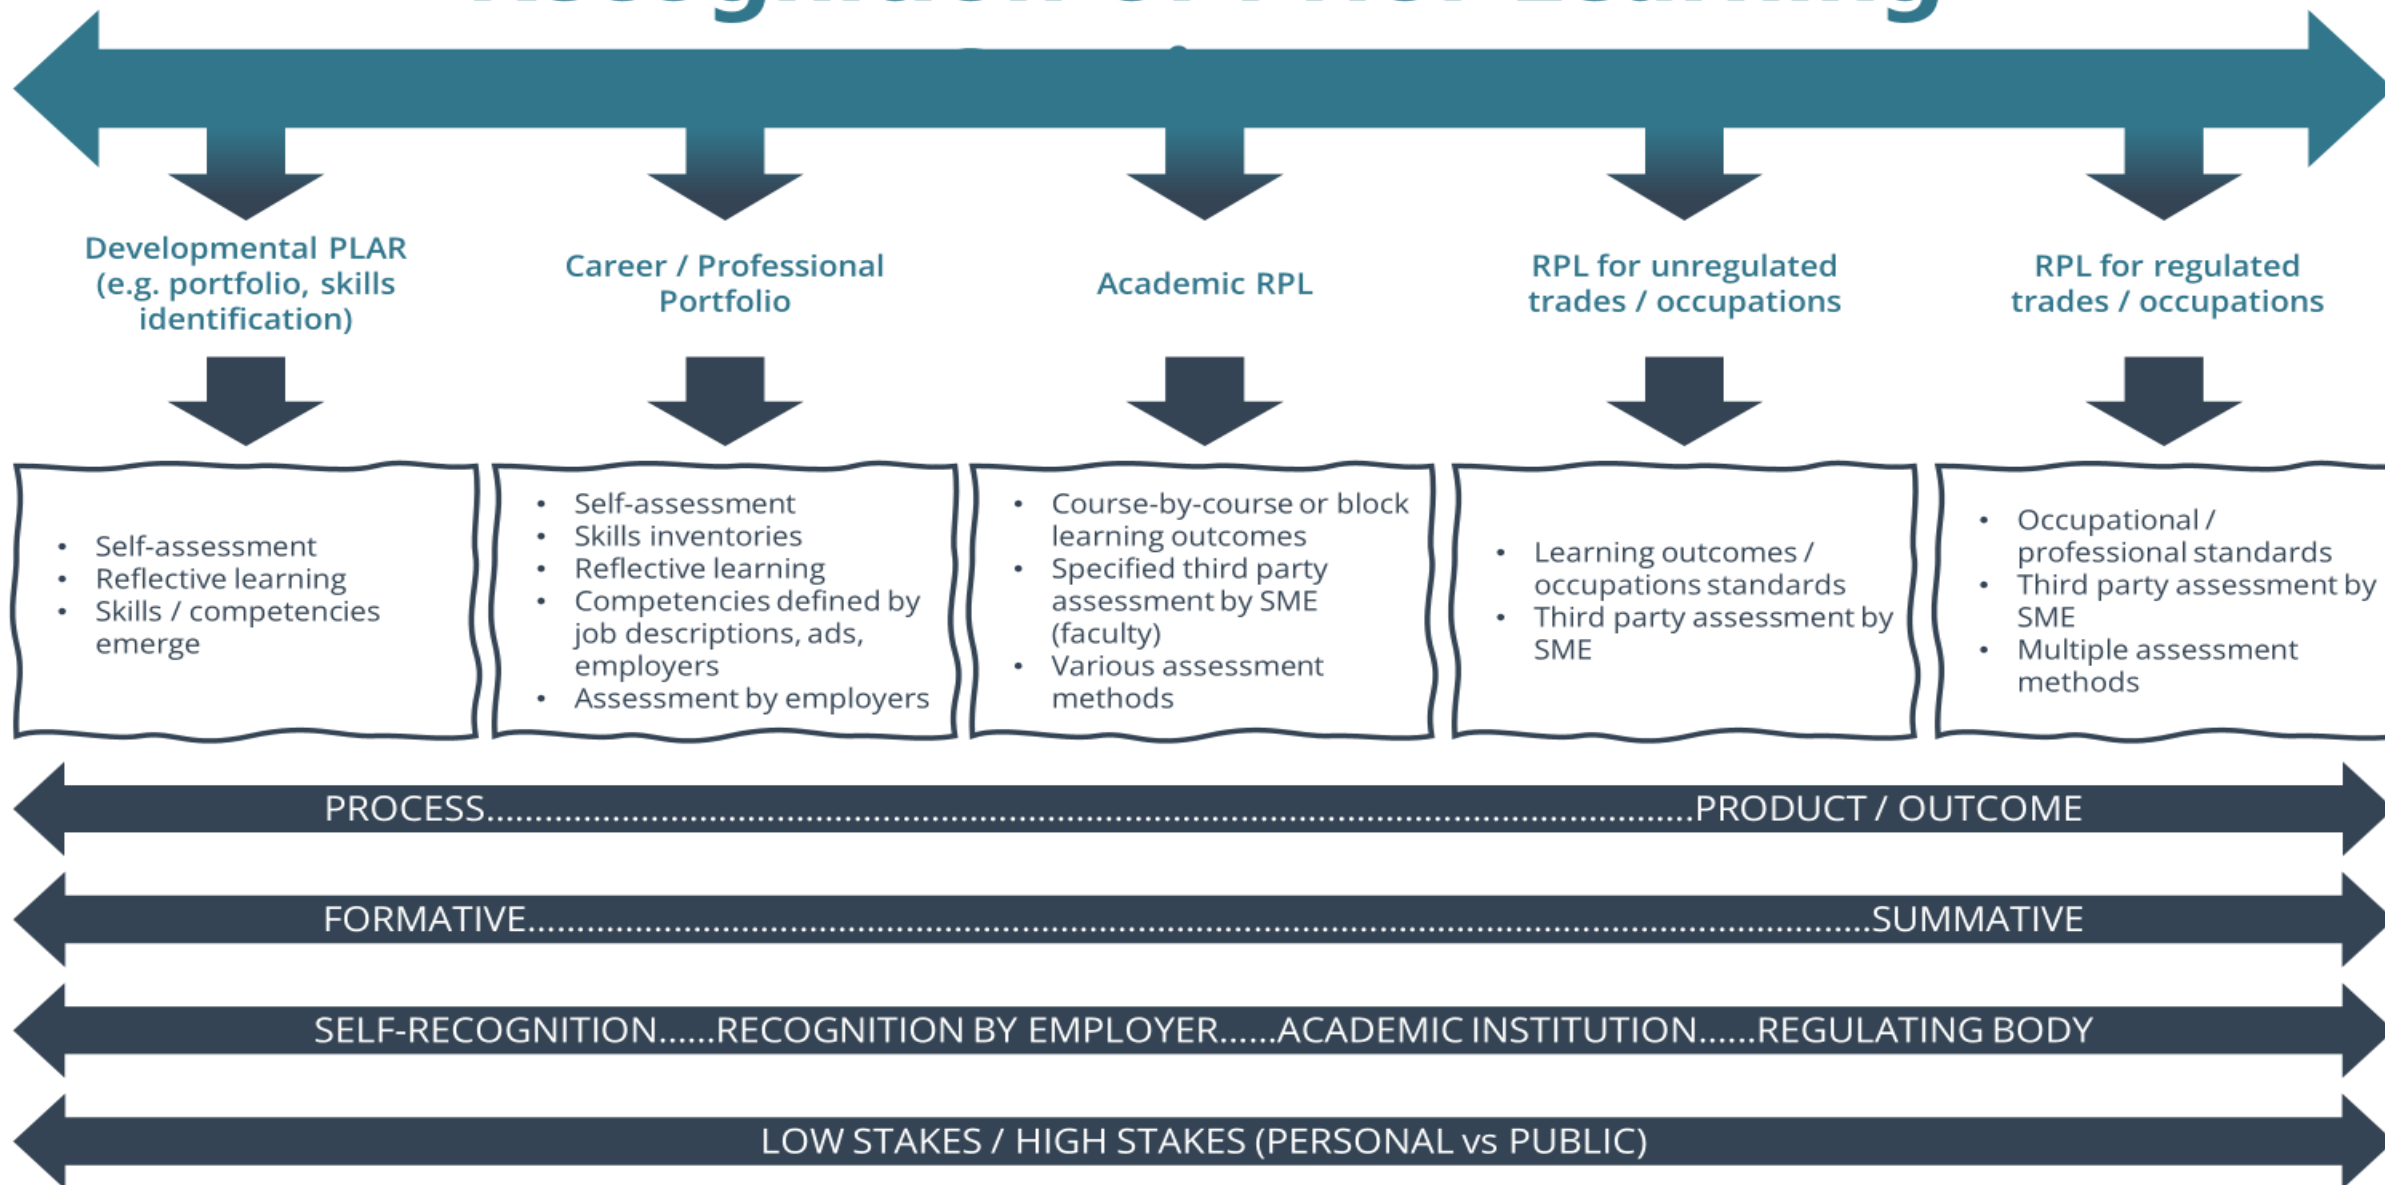 Recognition of Prior Learning
Developmental PLAR
(e.g. portfolio, skills
identification)
Career / Professional
Portfolio
Academic RPL
RPL for unregulated
trades / occupations
RPL for regulated
trades / occupations
• Self-assessment
• Reflective learning
• Skills / competencies
emerge
• Self-assessment
• Skills inventories
• Reflective learning
• Competencies defined by
job descriptions, ads,
employers
• Assessment by employers
• Course-by-course or block
learning outcomes
• Specified third party
assessment by SME
(faculty)
• Various assessment
methods
• Learning outcomes /
occupations standards
• Third party assessment by
SME
• Occupational /
professional standards
• Third party assessment by
SME
• Multiple assessment
methods
PROCESS..........................................................................................................................PRODUCT / OUTCOME
FORMATIVE........................................................................................................................................SUMMATIVE
SELF-RECOGNITION......RECOGNITION BY EMPLOYER......ACADEMIC INSTITUTION......REGULATING BODY
LOW STAKES / HIGH STAKES (PERSONAL vs PUBLIC)